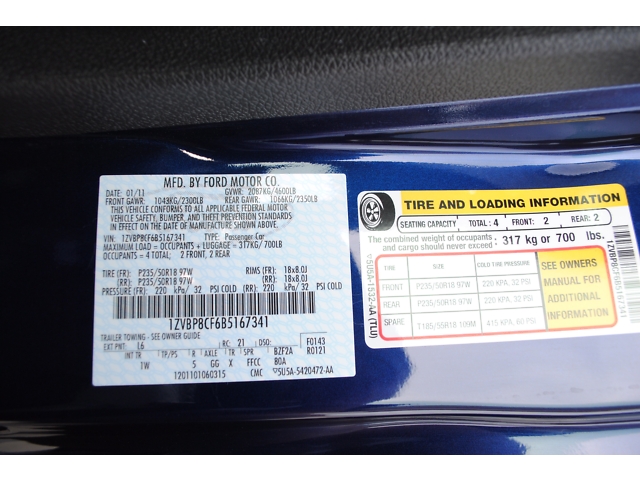 MFD. BY FORD MOTOR CO.
01/11 GVWR: 2087KG/4600LB
FRONT GAWR: 1043KG/2300LB REAR GAWR: 1066KG/2350LB
THIS VEHICLE CONFORMS TO ALL APPLICABLE FEDERAL MOTOR
VEHICLE SAFETY, BUMPER, AND THEFT PREVENTION STANDARDS
IN EFFECT ON THE DATE OF MANUFACTURE SHOWN ABOVE.
VIN: 1ZVBP8CF6B5167341 TYPE: Passenger Car
MAXIMUM LOAD = OCCUPANTS + LUGGAGE = 317KG/700LB
OCCUPANTS = 4 TOTAL: 2 FRONT, 2 REAR
TIRE (FR): P235/50R18 97W RIMS (FR): 18x8.0J
TIRE (RR): P235/50R18 97W (RR): 18x8.0J
PRESSURE (FR): 220 kPa/ 32 PSI COLD (RR): 220 kPa/ 32 PSI COLD
1ZVBP8CF6B5167341
TRAILER TOWING - SEE OWNER GUIDE
EXT PNT: L6 RC: 21 DSO: F0143
INT TR TP/PS R AXLE TR SPR BZF2A R0121
TW S GG X FFCC BOA
1201101060315 CMC 5U5A-5420472-AA
TIRE AND LOADING INFORMATION
SEATING CAPACITY TOTAL: 4 FRONT: 2 REAR: 2
The combined weight of occupants
and cargo should never exceed : 317 kg or 700 lbs.
TIRE SIZE COLD TIRE PRESSURE
FRONT P235/50R18 97W 220 KPA, 32 PSI
REAR P235/50R18 97W 220 KPA, 32 PSI
SPARE T185/55R18 109M 415 KPA, 60 PSI
SEE OWNERS
MANUAL FOR
ADDITIONAL
INFORMATION
5U5A-1532-AA (TLU)
1ZVBP8CF6B5167341